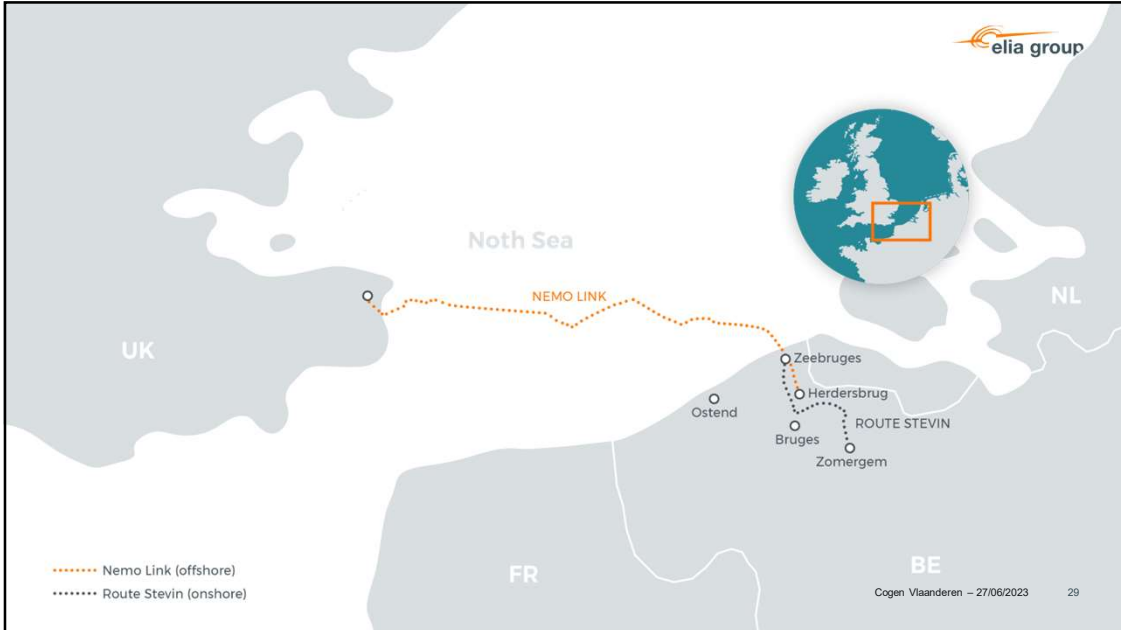 elia group
Noth Sea
NEMO LINK
NL
UK
Zeebruges
Herdersbrug
Ostend
ROUTE STEVIN
Bruges
Zomergem
Nemo Link (offshore)
Route Stevin (onshore)
FR
BE
Cogen Vlaanderen – 27/06/2023 29